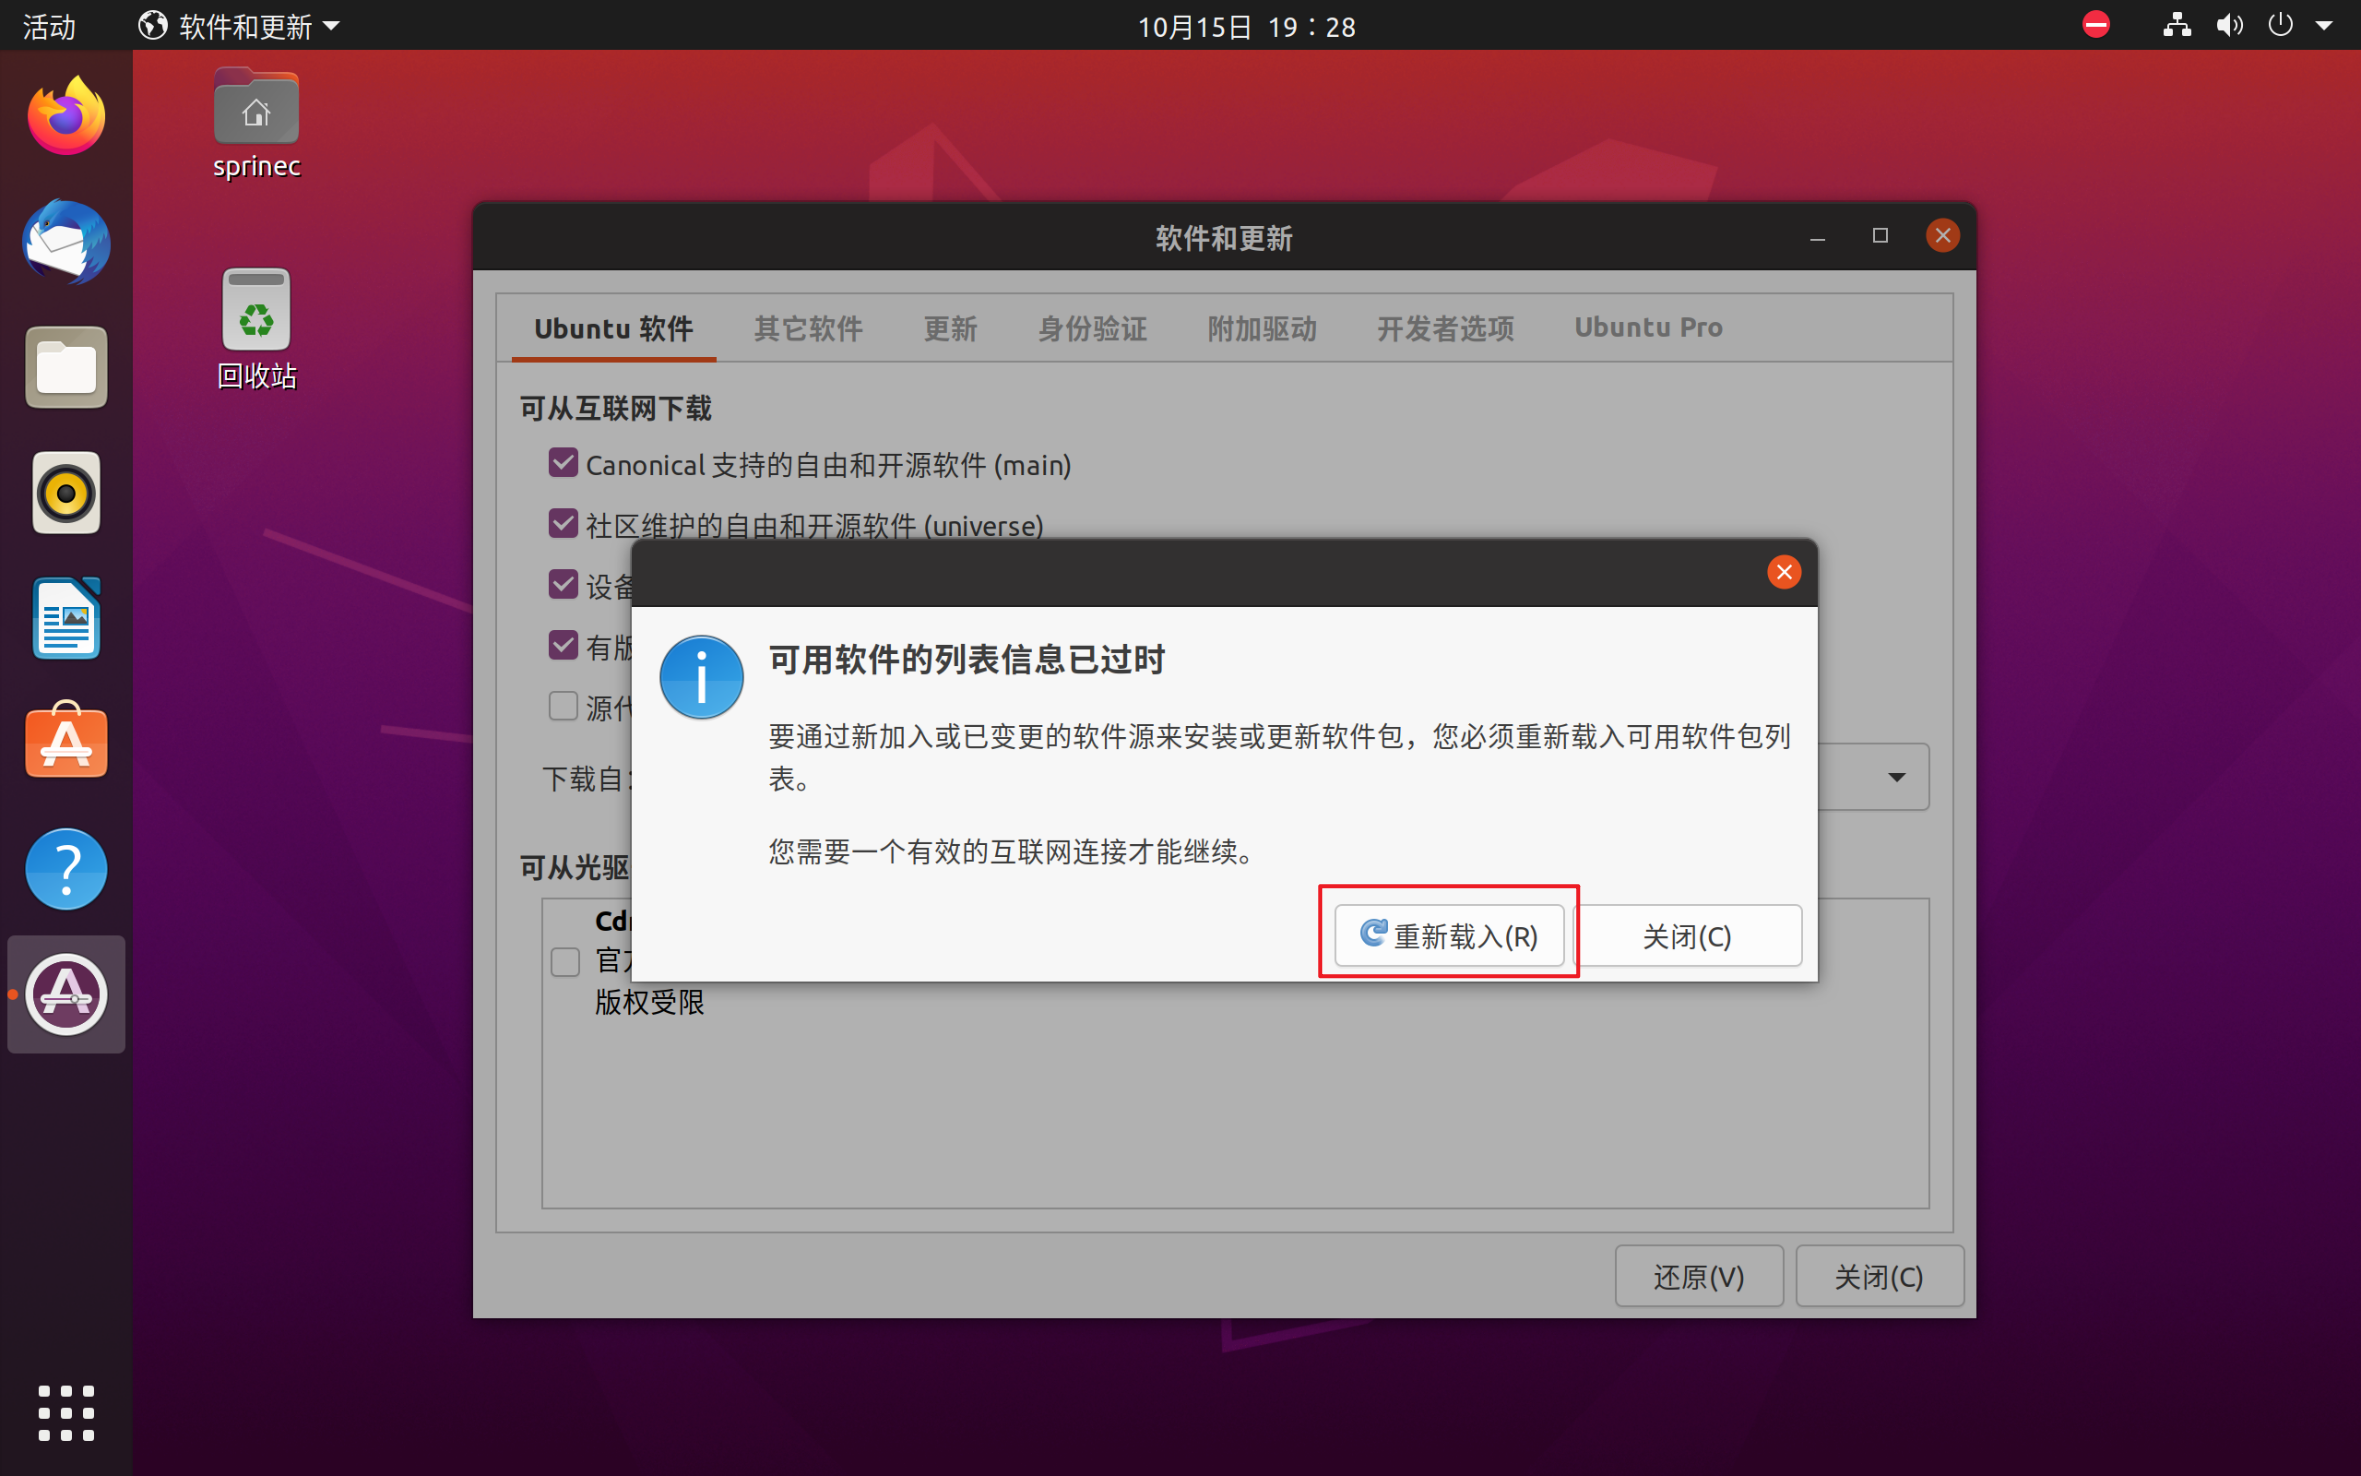 活动
软件和更新
10月15日 19：28
sprinec
回收站
软件和更新
Ubuntu 软件
其它软件
更新
身份验证
附加驱动
开发者选项
Ubuntu Pro
可从互联网下载
Canonical 支持的自由和开源软件 (main)
社区维护的自由和开源软件 (universe)
设备
有版
源代
下载自：
可用软件的列表信息已过时
要通过新加入或已变更的软件源来安装或更新软件包，您必须重新载入可用软件包列
表。
您需要一个有效的互联网连接才能继续。
重新载入(R)
关闭(C)
可从光驱
Cdr
官方
版权受限
还原(V)
关闭(C)